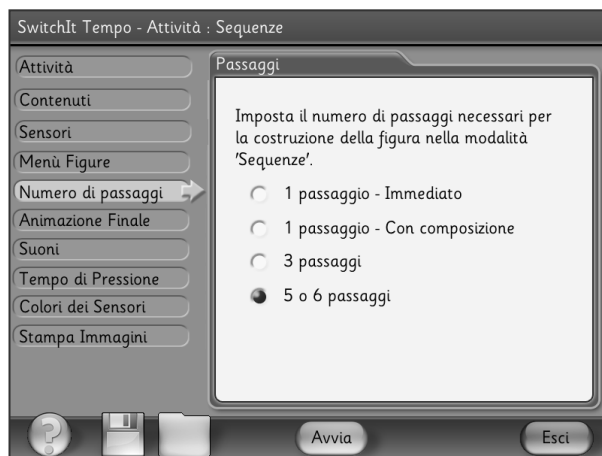 SwitchIt Tempo - Attività : Sequenze
Attività
Contenuti
Sensori
Menù Figure
Numero di passaggi
Animazione Finale
Suoni
Tempo di Pressione
Colori dei Sensori
Stampa Immagini
Passaggi
Imposta il numero di passaggi necessari per
la costruzione della figura nella modalità
'Sequenze'.
1 passaggio - Immediato
1 passaggio - Con composizione
3 passaggi
5 o 6 passaggi
?
Avvia
Esci